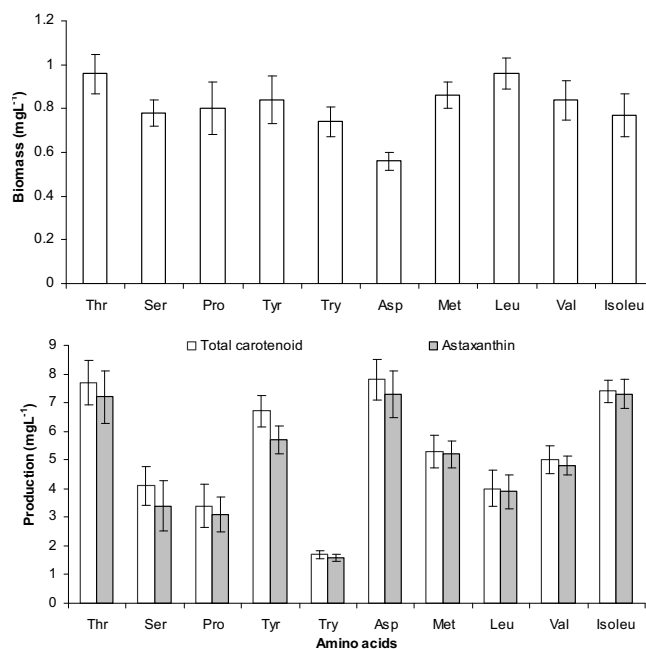 1.2
1
0.8
0.6
0.4
0.2
0
Biomass (mgL-1)
Thr Ser Pro Tyr Try Asp Met Leu Val Isoleu
Total carotenoid Astaxanthin
9
8
7
6
5
4
3
2
1
0
Production (mgL-1)
Thr Ser Pro Tyr Try Asp Met Leu Val Isoleu
Amino acids